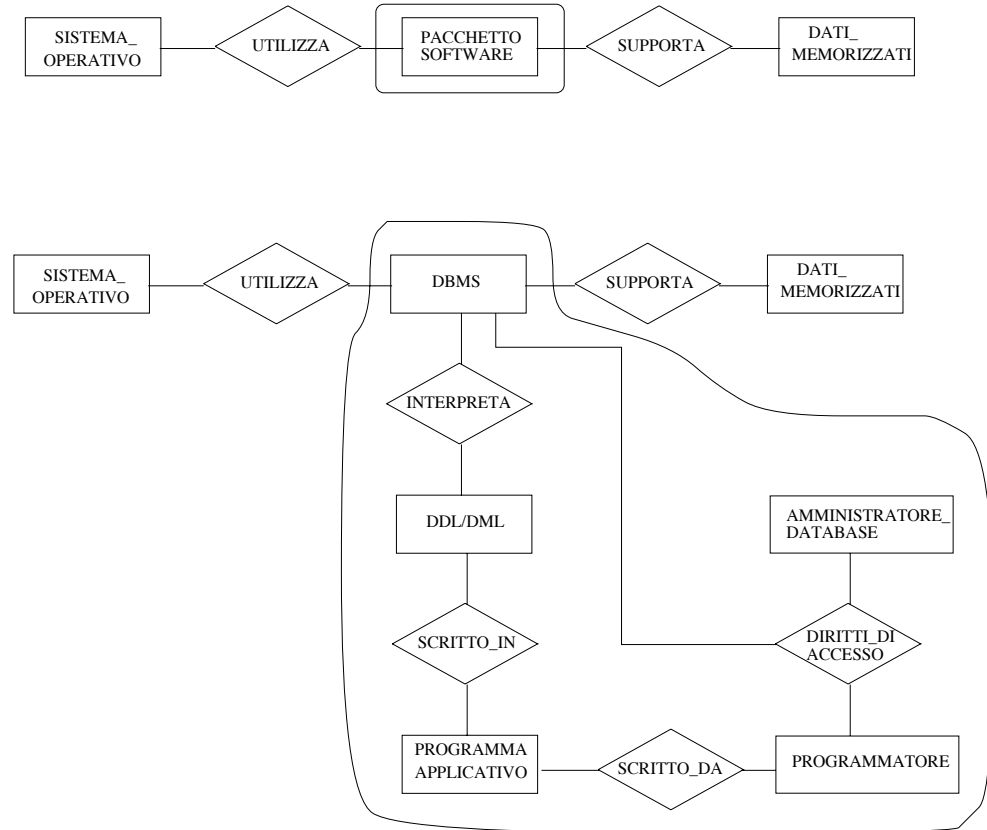 SISTEMA_
OPERATIVO
UTILIZZA
PACCHETTO
SOFTWARE
SUPPORTA
DATI_
MEMORIZZATI
SISTEMA_
OPERATIVO
UTILIZZA
DBMS
SUPPORTA
DATI_
MEMORIZZATI
INTERPRETA
DDL/DML
AMMINISTRATORE_
DATABASE
SCRITTO_IN
DIRITTI_DI
ACCESSO
PROGRAMMA
APPLICATIVO
SCRITTO_DA
PROGRAMMATORE